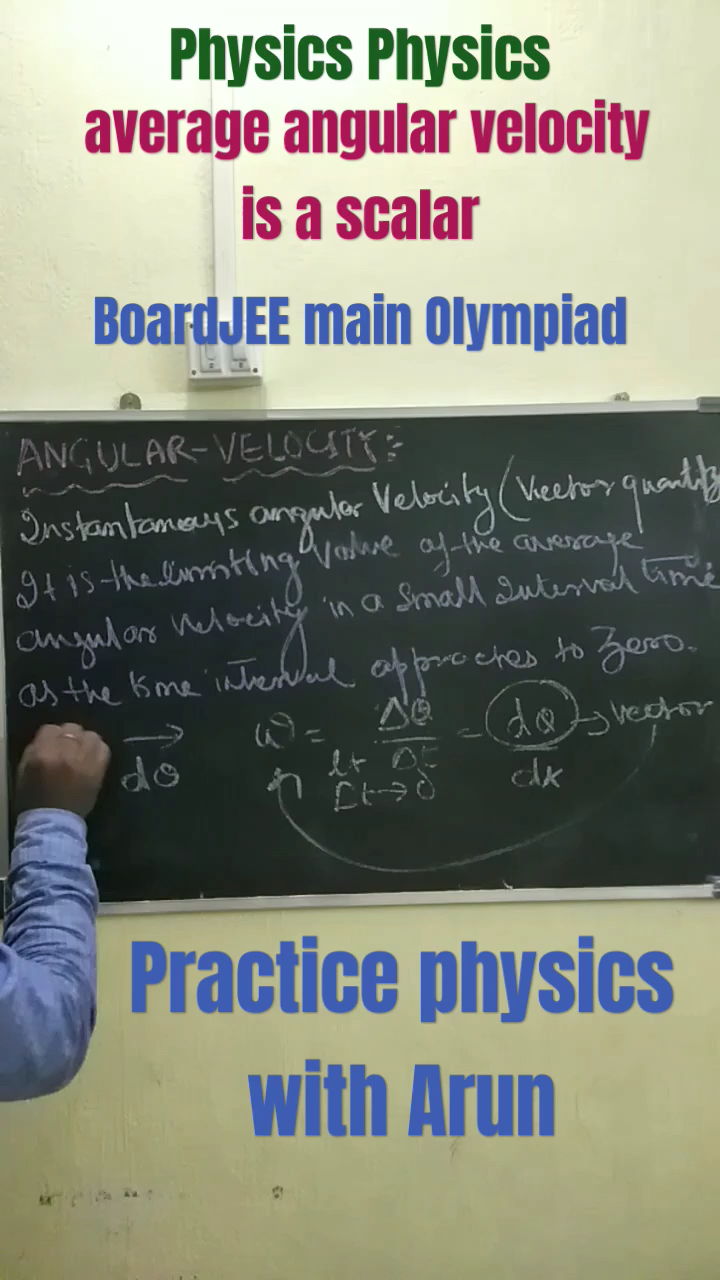 Physics Physics
average angular velocity
is a scalar
BoardJEE main Olympiad
ANGULAR-VELOCITY:-
Instantaneous angular Velocity (Vector quantity
It is the limiting Value of the average
angular velocity in a Small Interval time
as the time interval approaches to Zero.
dθ ω = lt Δt→0 Δθ/Δt = dθ/dt → vector
Practice physics
with Arun